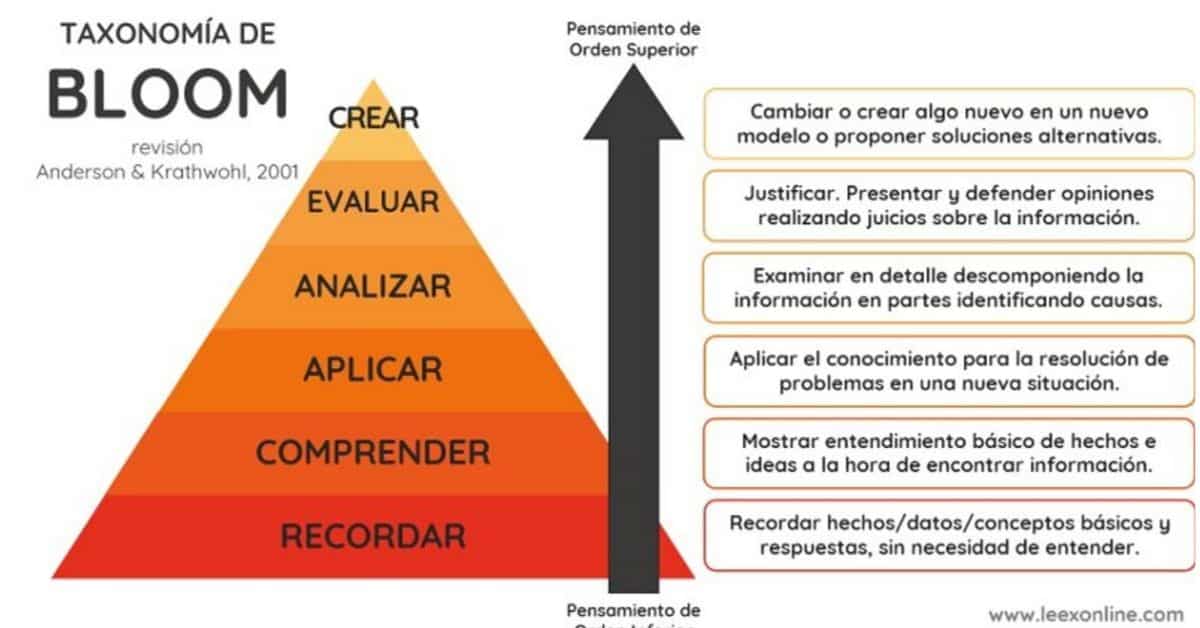 TAXONOMÍA DE
BLOOM
revisión
Anderson & Krathwohl, 2001
CREAR
EVALUAR
ANALIZAR
APLICAR
COMPRENDER
RECORDAR
Pensamiento de
Orden Superior
Cambiar o crear algo nuevo en un nuevo
modelo o proponer soluciones alternativas.
Justificar. Presentar y defender opiniones
realizando juicios sobre la información.
Examinar en detalle descomponiendo la
información en partes identificando causas.
Aplicar el conocimiento para la resolución de
problemas en una nueva situación.
Mostrar entendimiento básico de hechos e
ideas a la hora de encontrar información.
Recordar hechos/datos/conceptos básicos y
respuestas, sin necesidad de entender.
Pensamiento de
Orden Inferior
www.leexonline.com